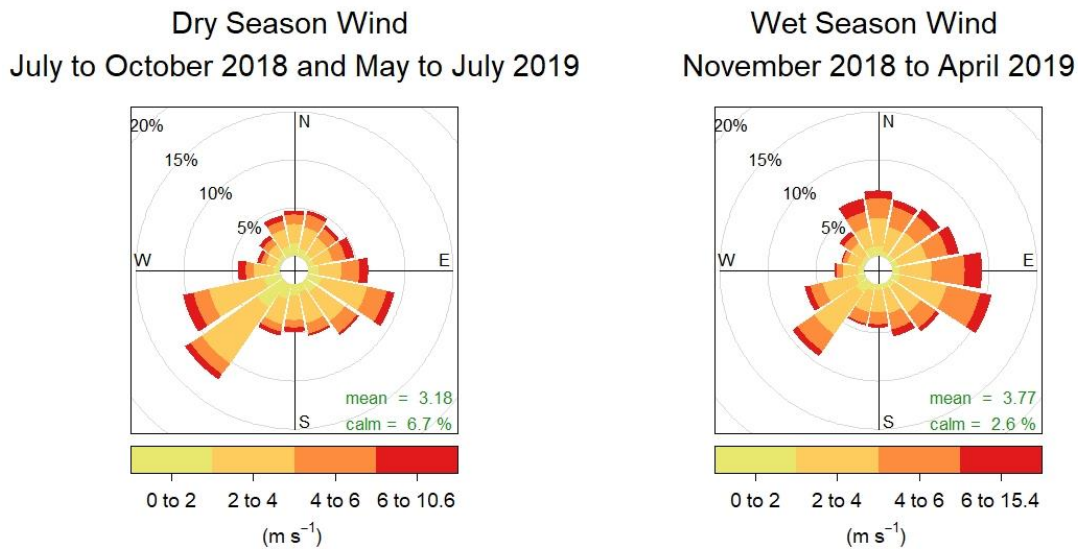 Dry Season Wind
July to October 2018 and May to July 2019
20%
15%
10%
5%
N
W
E
S
mean = 3.18
calm = 6.7 %
0 to 2
2 to 4
4 to 6
6 to 10.6
(m s⁻¹)
Wet Season Wind
November 2018 to April 2019
20%
15%
10%
5%
N
W
E
S
mean = 3.77
calm = 2.6 %
0 to 2
2 to 4
4 to 6
6 to 15.4
(m s⁻¹)